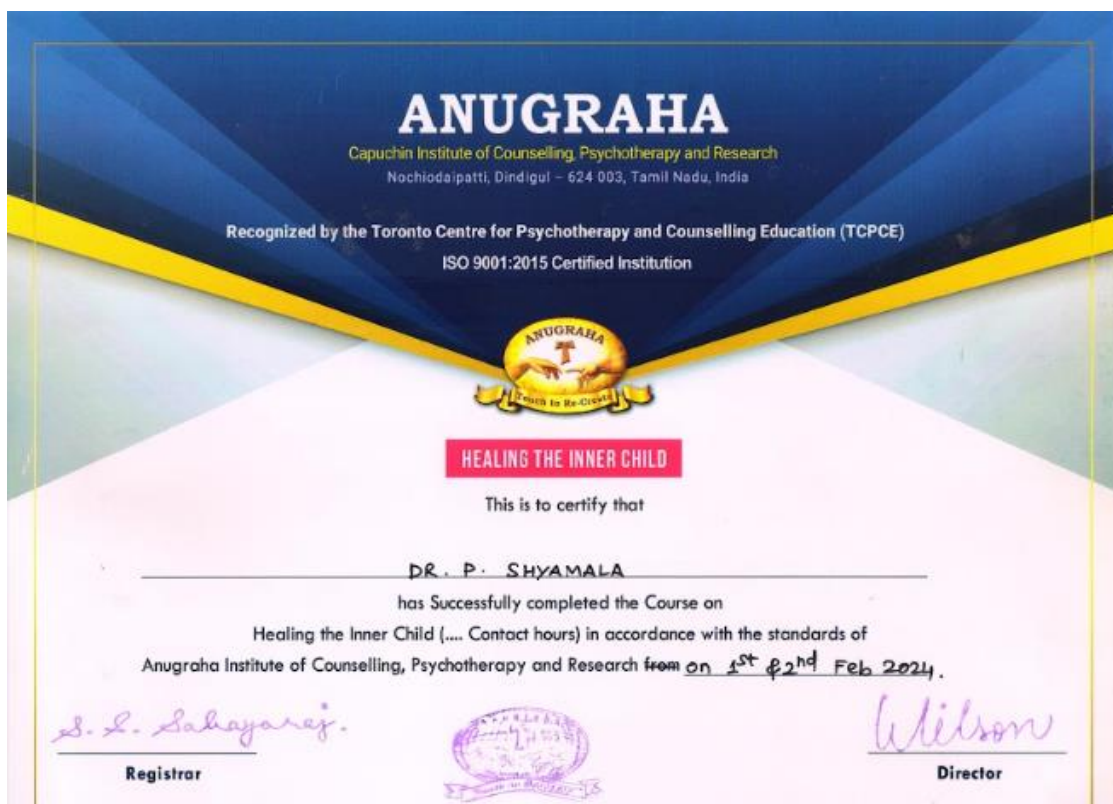 ANUGRAHA
Capuchin Institute of Counselling, Psychotherapy and Research
Nochiodaipatti, Dindigul – 624 003, Tamil Nadu, India
Recognized by the Toronto Centre for Psychotherapy and Counselling Education (TCPCE)
ISO 9001:2015 Certified Institution
ANUGRAHA
Touch to Re-Create
HEALING THE INNER CHILD
This is to certify that
DR. P. SHYAMALA
has Successfully completed the Course on
Healing the Inner Child (.... Contact hours) in accordance with the standards of
Anugraha Institute of Counselling, Psychotherapy and Research from on 1st & 2nd Feb 2024.
S. S. Sahayaraj.
Wilson
Registrar
Director